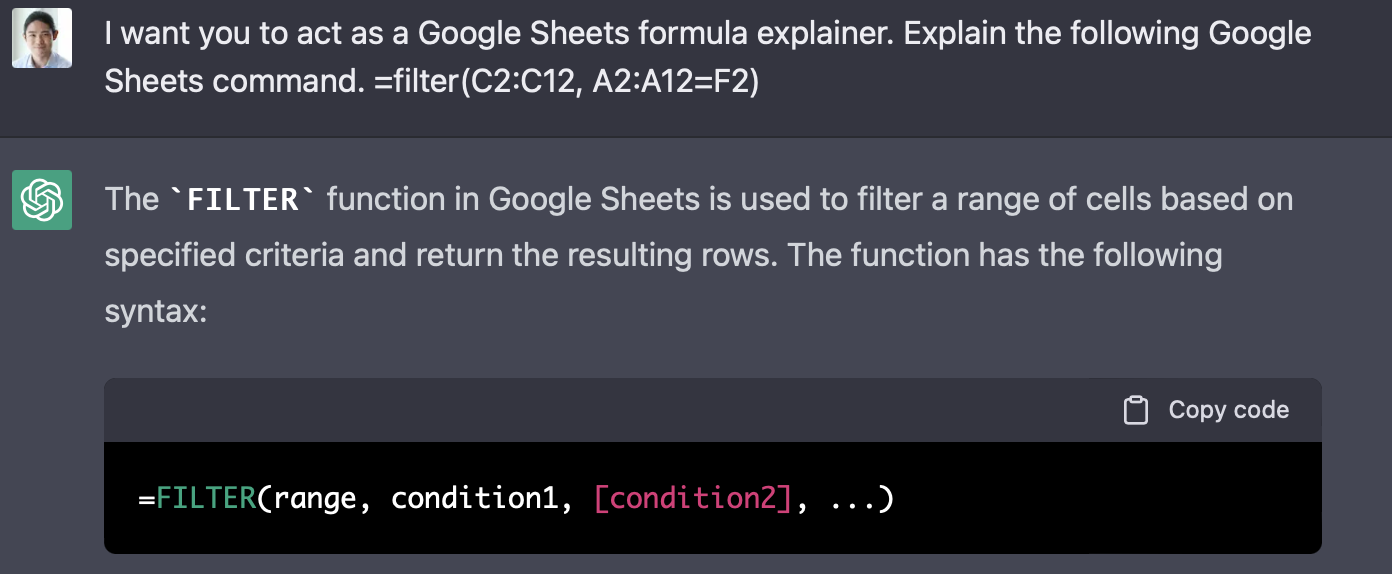 I want you to act as a Google Sheets formula explainer. Explain the following Google
Sheets command. =filter(C2:C12, A2:A12=F2)
The `FILTER` function in Google Sheets is used to filter a range of cells based on
specified criteria and return the resulting rows. The function has the following
syntax:
Copy code
=FILTER(range, condition1, [condition2], ...)